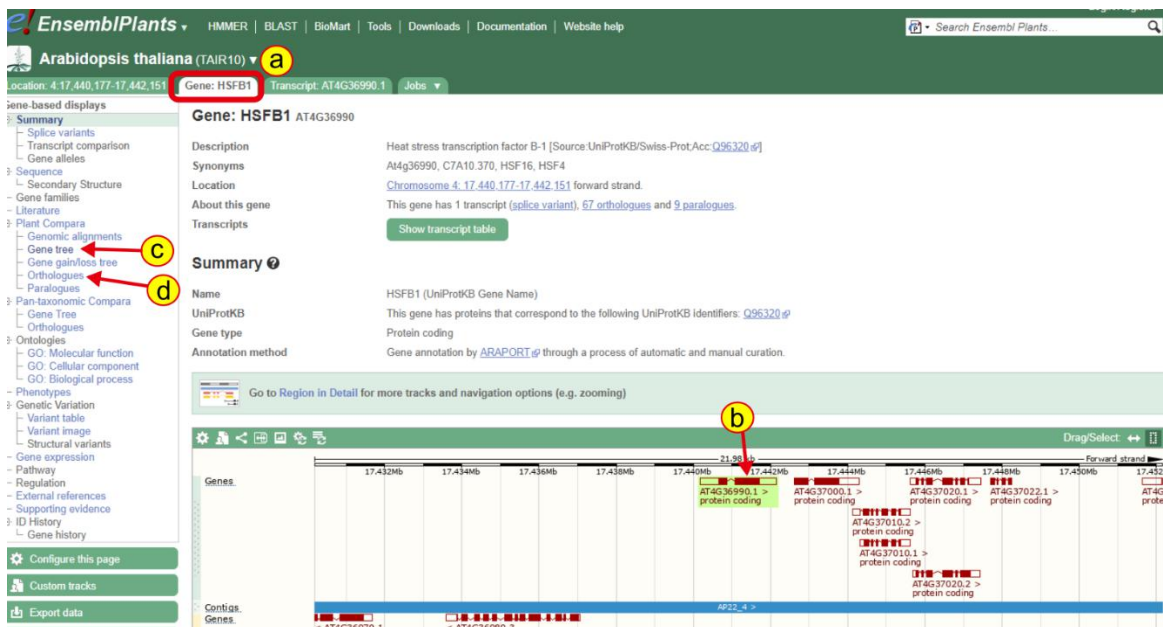 EnsemblPlants ▾ HMMER | BLAST | BioMart | Tools | Downloads | Documentation | Website help
Search Ensembl Plants...
Arabidopsis thaliana (TAIR10) ▾ a
Location: 4:17,440,177-17,442,151 Gene: HSFB1 Transcript: AT4G36990.1 Jobs ▾
Gene-based displays
Summary
Splice variants
Transcript comparison
Gene alleles
Sequence
Secondary Structure
Gene families
Literature
Plant Compara
Genomic alignments
Gene tree
c
Gene gain/loss tree
Orthologues
d
Paralogues
Pan-taxonomic Compara
Gene Tree
Orthologues
Ontologies
GO: Molecular function
GO: Cellular component
GO: Biological process
Phenotypes
Genetic Variation
Variant table
Variant image
Structural variants
Gene expression
Pathway
Regulation
External references
Supporting evidence
ID History
Gene history
Configure this page
Custom tracks
Export data
Gene: HSFB1 AT4G36990
Description Heat stress transcription factor B-1 [Source:UniProtKB/Swiss-Prot;Acc:Q96320]
Synonyms At4g36990, C7A10.370, HSF16, HSF4
Location Chromosome 4: 17,440,177-17,442,151 forward strand.
About this gene This gene has 1 transcript (splice variant), 67 orthologues and 9 paralogues.
Transcripts Show transcript table
Summary
Name HSFB1 (UniProtKB Gene Name)
UniProtKB This gene has proteins that correspond to the following UniProtKB identifiers: Q96320
Gene type Protein coding
Annotation method Gene annotation by ARAPORT through a process of automatic and manual curation.
Go to Region in Detail for more tracks and navigation options (e.g. zooming)
b
Drag/Select:
Forward strand
17.432Mb 17.434Mb 17.436Mb 17.438Mb 17.440Mb 17.442Mb 17.444Mb 17.446Mb 17.448Mb 17.450Mb
Genes
AT4G36990.1 > AT4G37000.1 > AT4G37020.1 > AT4G37022.1 >
protein coding protein coding protein coding protein coding
AT4G37010.2 >
protein coding
AT4G37010.1 >
protein coding
AT4G37020.2 >
protein coding
Contigs AP22_4 >
Genes